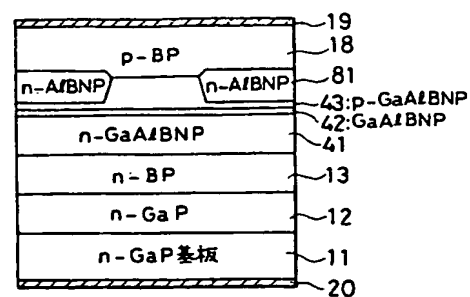 19
p-BP 18
n-AlBNP n-AlBNP 81
43:p-GaAlBNP
42:GaAlBNP
n-GaAlBNP 41
n-BP 13
n-GaP 12
n-GaP基板 11
20